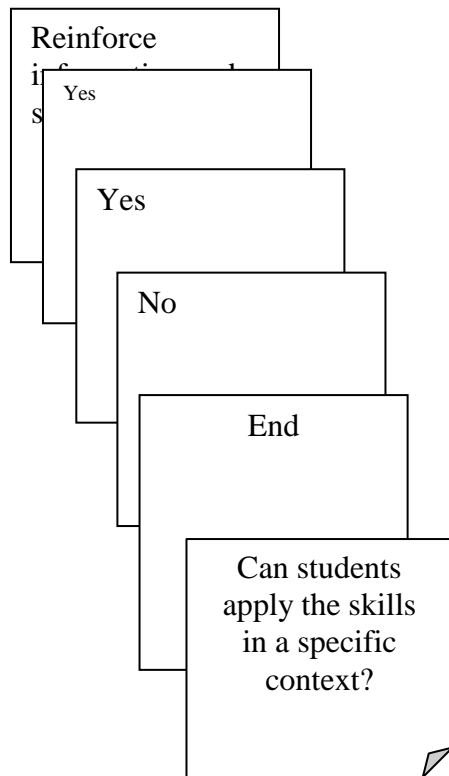 Reinforce
Yes
Yes
No
End
Can students
apply the skills
in a specific
context?